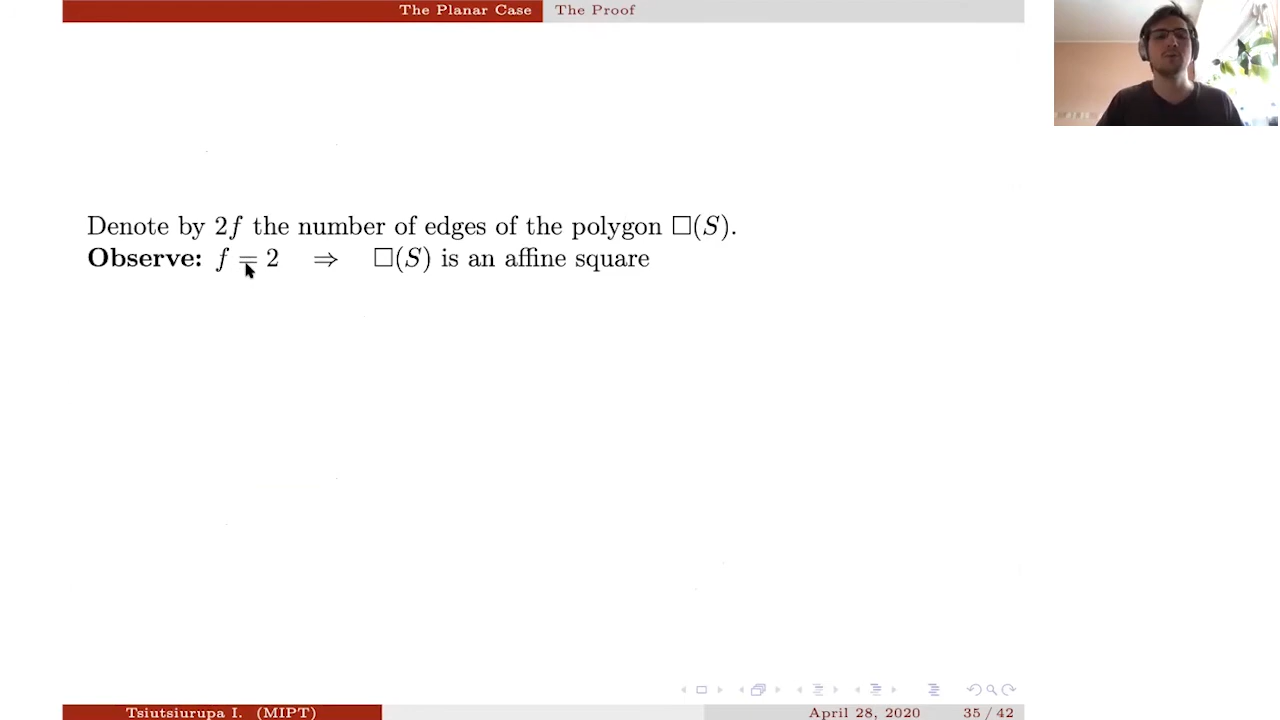 The Planar Case The Proof
Denote by 2f the number of edges of the polygon □(S).
Observe: f = 2 ⇒ □(S) is an affine square
Tsiutsiurupa I. (MIPT) April 28, 2020 35 / 42